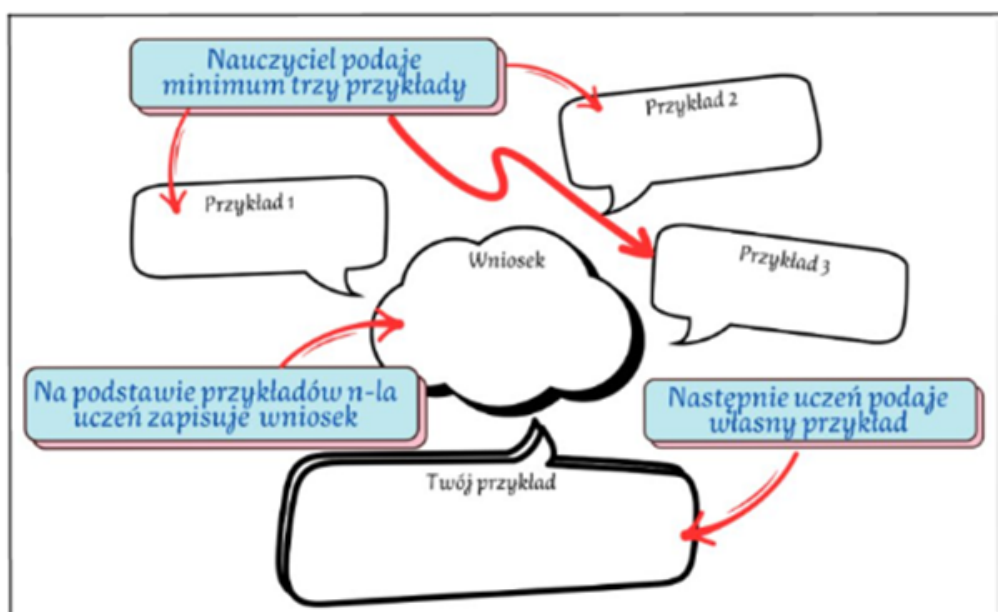 Nauczyciel podaje
minimum trzy przykłady
Przykład 2
Przykład 1
Wniosek
Przykład 3
Na podstawie przykładów n-la
uczeń zapisuje wniosek
Następnie uczeń podaje
własny przykład
Twój przykład